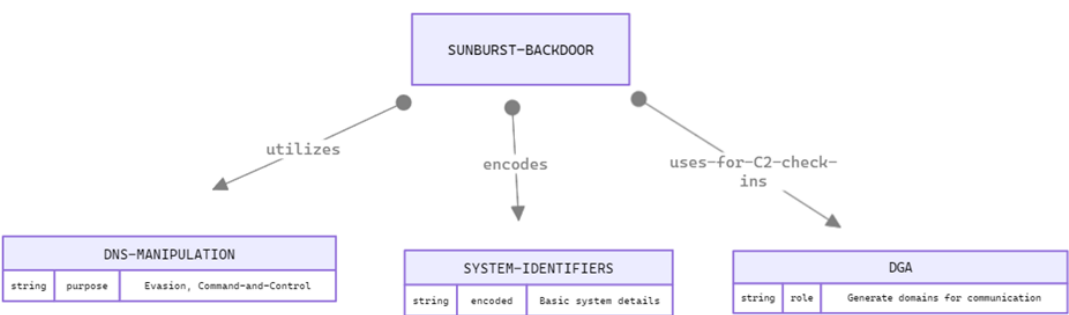 SUNBURST-BACKDOOR
utilizes
encodes
uses-for-C2-check-
ins
DNS-MANIPULATION
string purpose Evasion, Command-and-Control
SYSTEM-IDENTIFIERS
string encoded Basic system details
DGA
string role Generate domains for communication